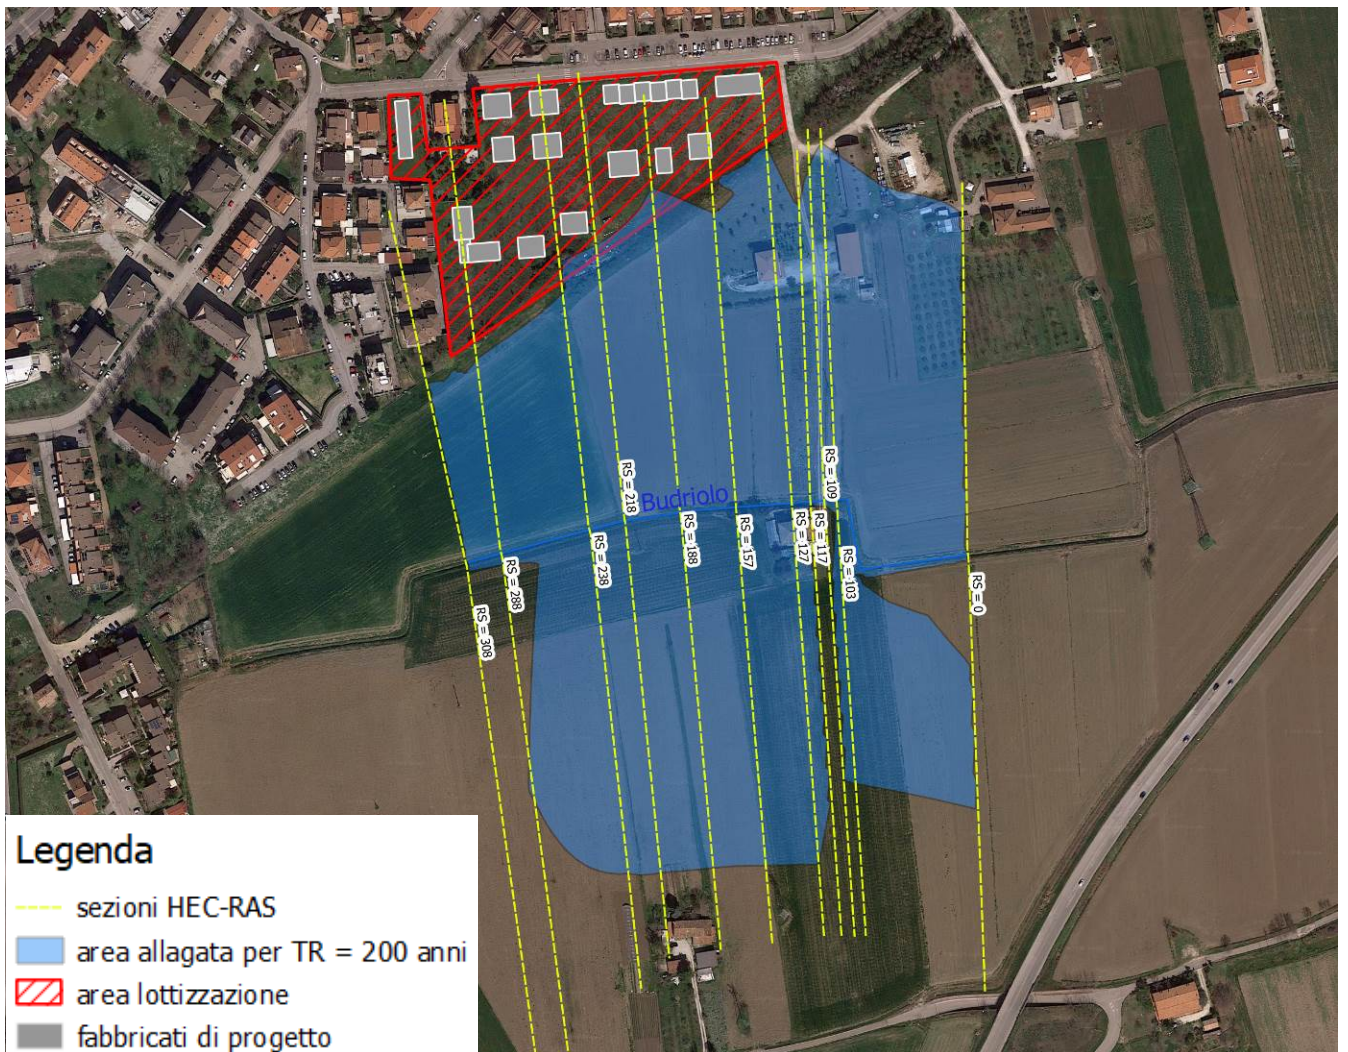 RS = 218
Budriolo
RS = 109
RS = 238
RS = 188
RS = 157
RS = 127
RS = 117
RS = 288
RS = 103
RS = 308
RS = 0
Legenda
sezioni HEC-RAS
area allagata per TR = 200 anni
area lottizzazione
fabbricati di progetto